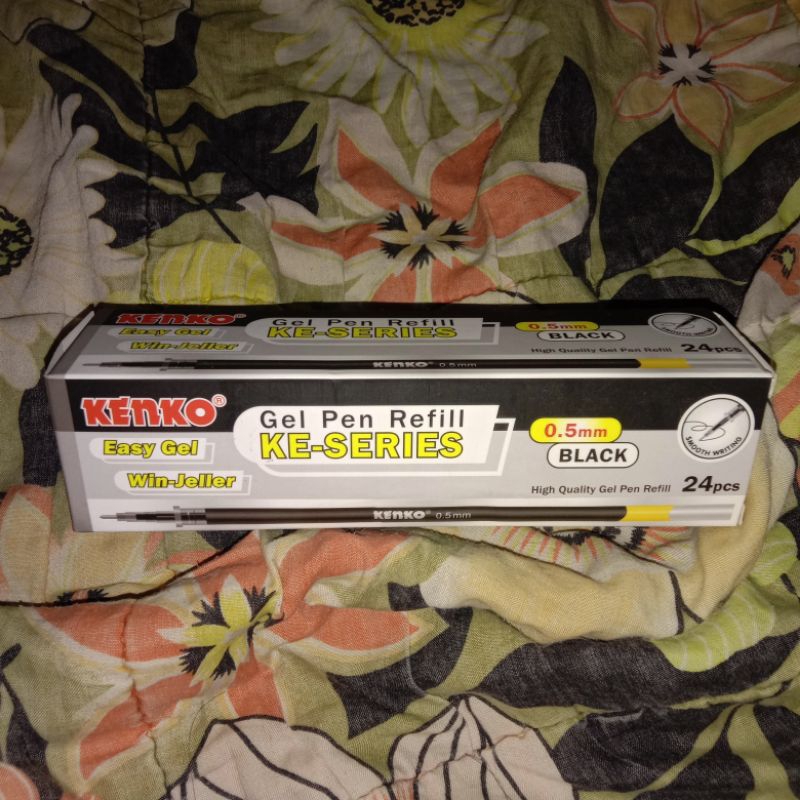 KENKO®
Easy Gel
Win-Jeller
Gel Pen Refill
KE-SERIES
0.5mm
BLACK
SMOOTH WRITING
High Quality Gel Pen Refill 24pcs
KENKO® 0.5mm
KENKO®
Easy Gel
Win-Jeller
Gel Pen Refill
KE-SERIES
0.5mm
BLACK
SMOOTH WRITING
High Quality Gel Pen Refill 24pcs
KENKO® 0.5mm